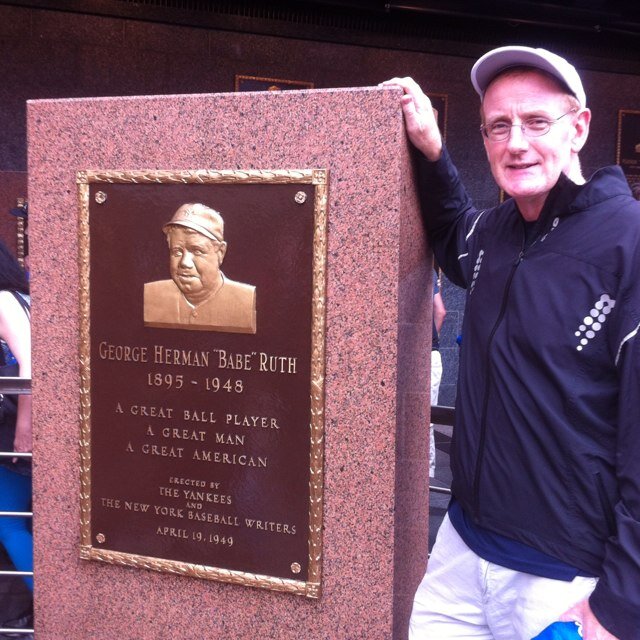 GEORGE HERMAN "BABE" RUTH
1895 - 1948
A GREAT BALL PLAYER
A GREAT MAN
A GREAT AMERICAN
ERECTED BY
THE YANKEES
AND
THE NEW YORK BASEBALL WRITERS
APRIL 19, 1949